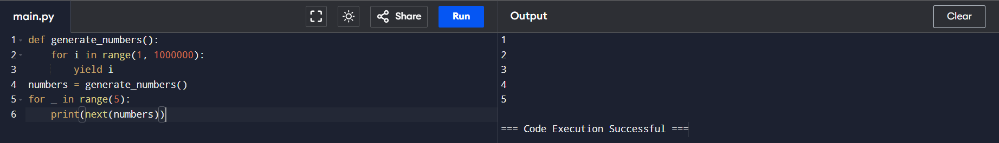 main.py Share Run Output Clear
1 def generate_numbers():
2     for i in range(1, 1000000):
3         yield i
4 numbers = generate_numbers()
5 for _ in range(5):
6     print(next(numbers))
1
2
3
4
5
=== Code Execution Successful ===